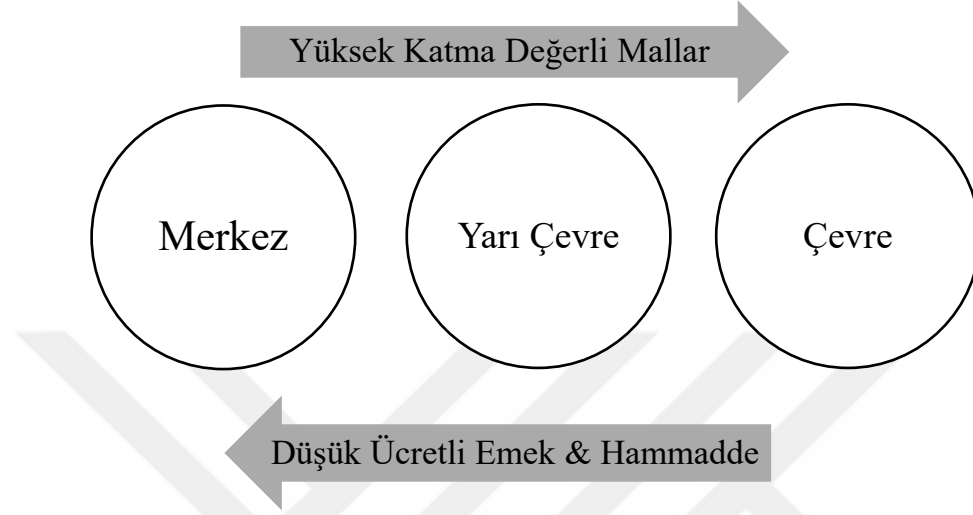 Yüksek Katma Değerli Mallar
Merkez
Yarı Çevre
Çevre
Düşük Ücretli Emek & Hammadde